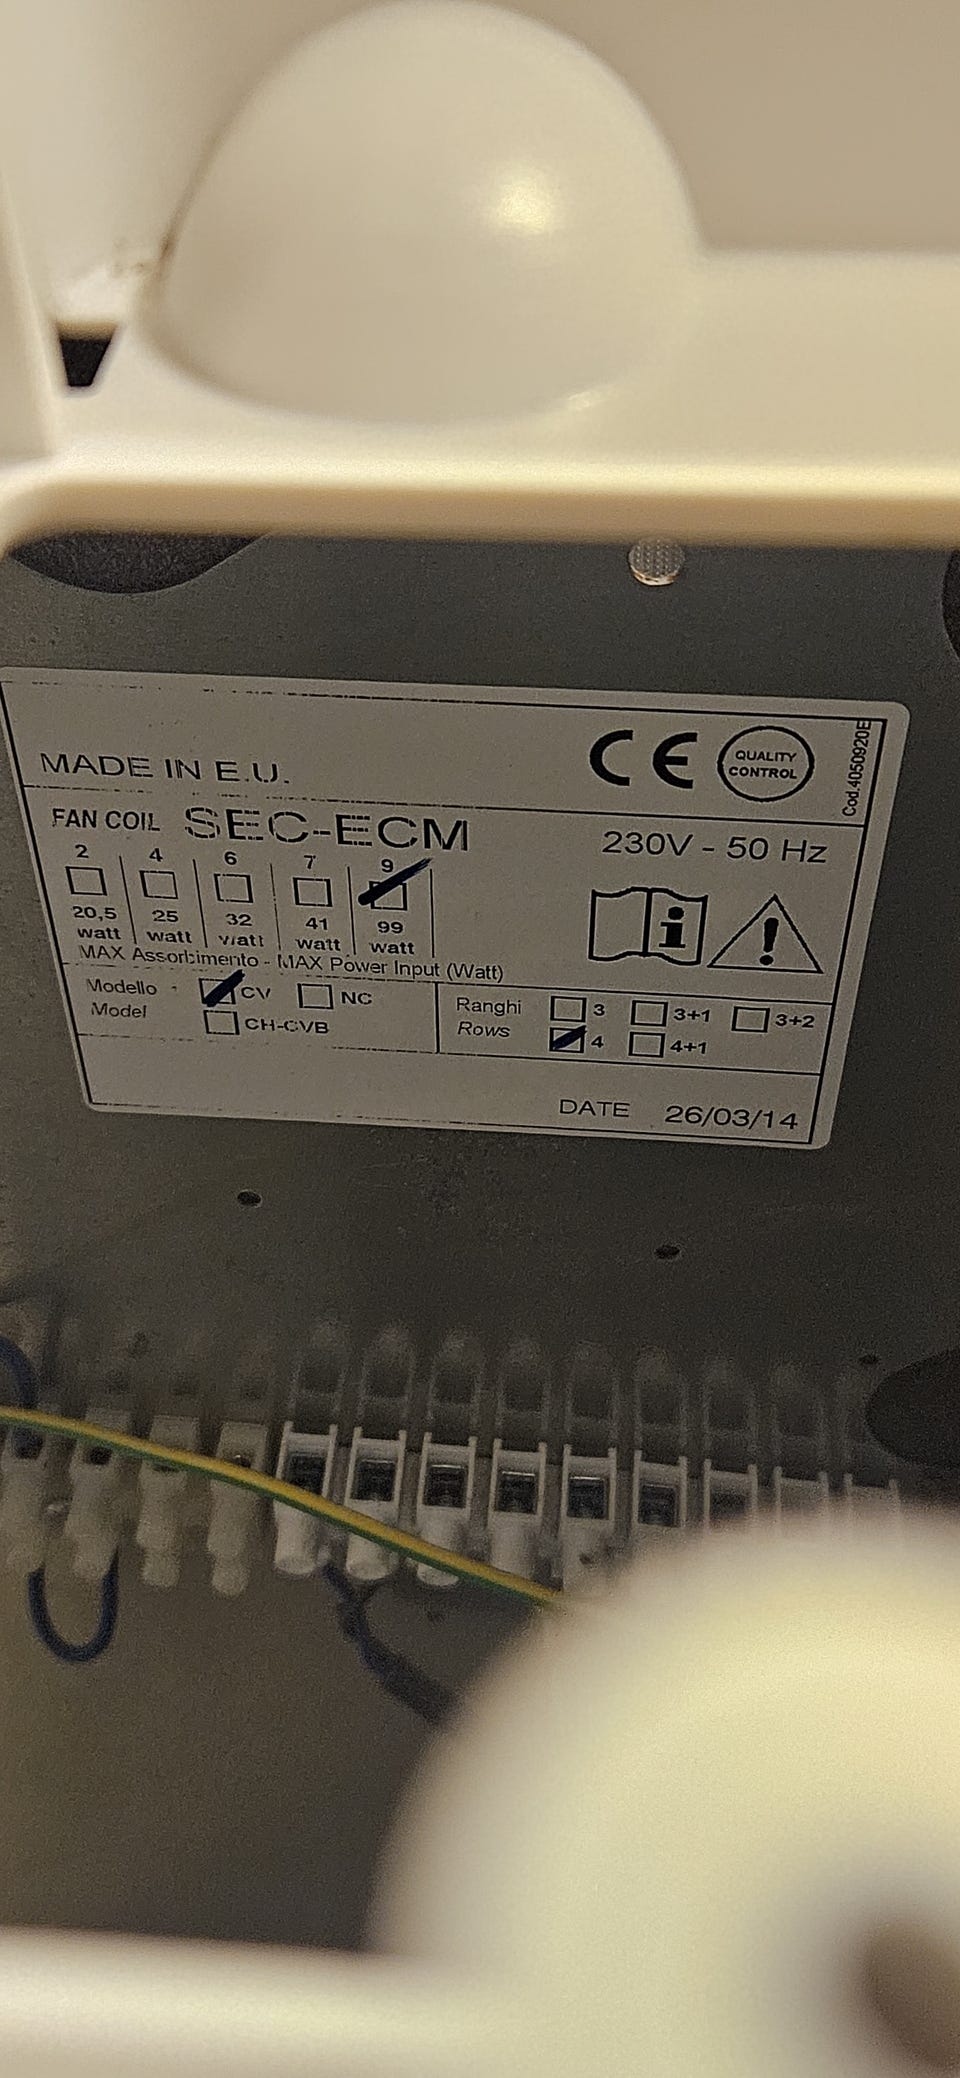 MADE IN E.U.
CE QUALITY CONTROL
Cod.4050920E
FAN COIL SEC-ECM 230V - 50 Hz
2 4 6 7 9
20,5 watt 25 watt 32 watt 41 watt 99 watt
MAX Assorbimento - MAX Power Input (Watt)
Modello CV NC
Model CH-CVB
Ranghi 3 3+1 3+2
Rows 4 4+1
DATE 26/03/14